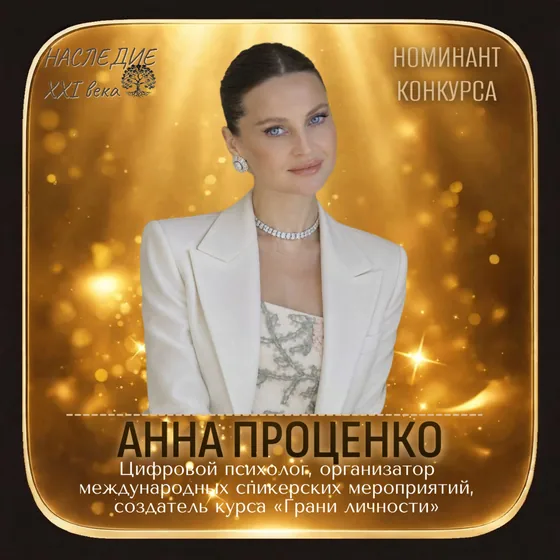 НАСЛЕДИЕ
XXI века
НОМИНАНТ
КОНКУРСА
АННА ПРОЦЕНКО
Цифровой психолог, организатор
международных спикерских мероприятий,
создатель курса «Грани личности»